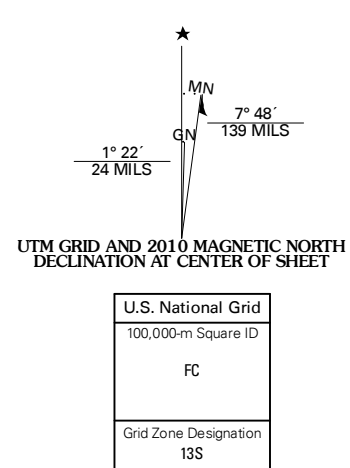 MN
7° 48´
139 MILS
GN
1° 22´
24 MILS
UTM GRID AND 2010 MAGNETIC NORTH
DECLINATION AT CENTER OF SHEET
U.S. National Grid
100,000-m Square ID
FC
Grid Zone Designation
13S